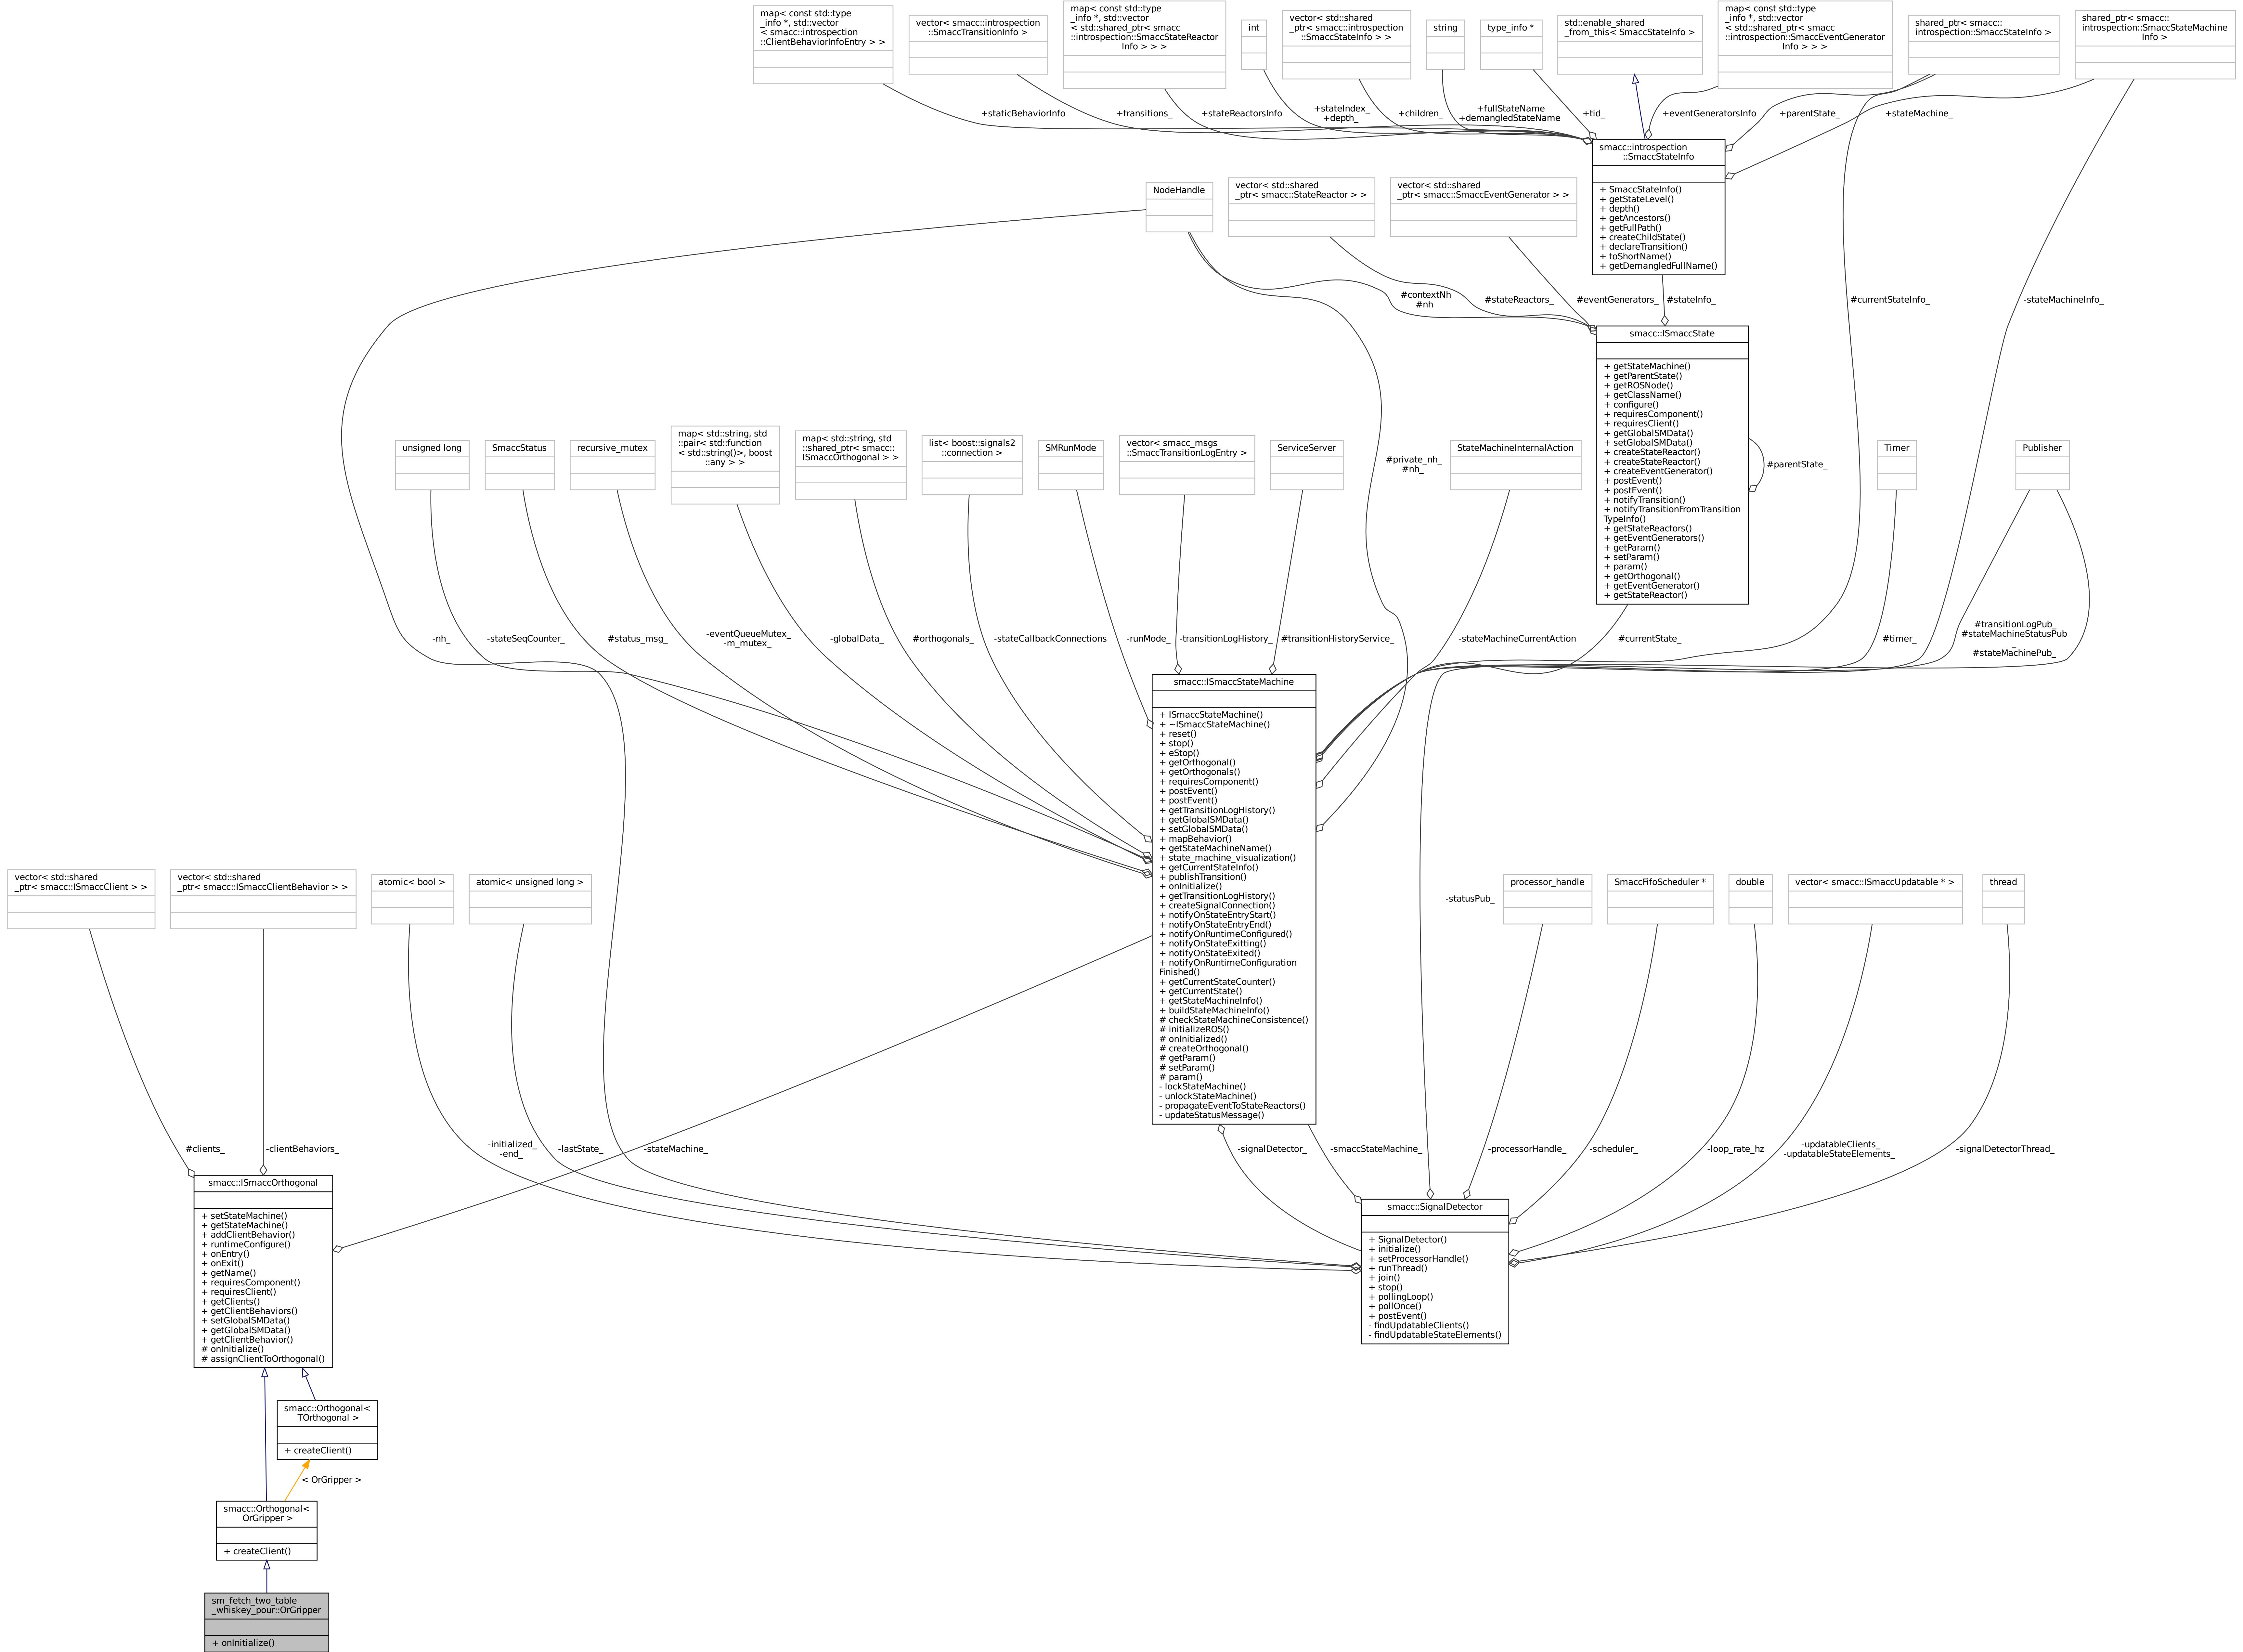 map< const std::type
_info *, std::vector
< smacc::introspection
::ClientBehaviorInfoEntry > >
vector< smacc::introspection
::SmaccTransitionInfo >
map< const std::type
_info *, std::vector
< std::shared_ptr< smacc
::introspection::SmaccStateReactor
Info > > >
int
vector< std::shared
_ptr< smacc::introspection
::SmaccStateInfo > >
string
type_info *
std::enable_shared
_from_this< SmaccStateInfo >
map< const std::type
_info *, std::vector
< std::shared_ptr< smacc
::introspection::SmaccEventGenerator
Info > > >
shared_ptr< smacc::
introspection::SmaccStateInfo >
shared_ptr< smacc::
introspection::SmaccStateMachine
Info >
+staticBehaviorInfo
+transitions_
+stateReactorsInfo
+stateIndex_
+depth_
+children_
+fullStateName
+demangledStateName
+tid_
+eventGeneratorsInfo
+parentState_
+stateMachine_
smacc::introspection
::SmaccStateInfo
+ SmaccStateInfo()
+ getStateLevel()
+ depth()
+ getAncestors()
+ getFullPath()
+ createChildState()
+ declareTransition()
+ toShortName()
+ getDemangledFullName()
NodeHandle
vector< std::shared
_ptr< smacc::StateReactor > >
vector< std::shared
_ptr< smacc::SmaccEventGenerator > >
#contextNh
#nh
#stateReactors_
#eventGenerators_
#stateInfo_
#currentStateInfo_
-stateMachineInfo_
smacc::ISmaccState
+ getStateMachine()
+ getParentState()
+ getROSNode()
+ getClassName()
+ configure()
+ requiresComponent()
+ requiresClient()
+ getGlobalSMData()
+ setGlobalSMData()
+ createStateReactor()
+ createStateReactor()
+ createEventGenerator()
+ postEvent()
+ postEvent()
+ notifyTransition()
+ notifyTransitionFromTransition
TypeInfo()
+ getStateReactors()
+ getEventGenerators()
+ getParam()
+ setParam()
+ param()
+ getOrthogonal()
+ getEventGenerator()
+ getStateReactor()
#parentState_
unsigned long
SmaccStatus
recursive_mutex
map< std::string, std
::pair< std::function
< std::string()>, boost
::any > >
map< std::string, std
::shared_ptr< smacc::
ISmaccOrthogonal > >
list< boost::signals2
::connection >
SMRunMode
vector< smacc_msgs
::SmaccTransitionLogEntry >
ServiceServer
#private_nh_
#nh_
StateMachineInternalAction
Timer
Publisher
-nh_
-stateSeqCounter_
#status_msg_
-eventQueueMutex_
-m_mutex_
-globalData_
#orthogonals_
-stateCallbackConnections
-runMode_
-transitionLogHistory_
#transitionHistoryService_
-stateMachineCurrentAction
#currentState_
#timer_
#transitionLogPub_
#stateMachineStatusPub
_
#stateMachinePub_
smacc::ISmaccStateMachine
+ ISmaccStateMachine()
+ ~ISmaccStateMachine()
+ reset()
+ stop()
+ eStop()
+ getOrthogonal()
+ getOrthogonals()
+ requiresComponent()
+ postEvent()
+ postEvent()
+ getTransitionLogHistory()
+ getGlobalSMData()
+ setGlobalSMData()
+ mapBehavior()
+ getStateMachineName()
+ state_machine_visualization()
+ getCurrentStateInfo()
+ publishTransition()
+ onInitialize()
+ getTransitionLogHistory()
+ createSignalConnection()
+ notifyOnStateEntryStart()
+ notifyOnStateEntryEnd()
+ notifyOnRuntimeConfigured()
+ notifyOnStateExitting()
+ notifyOnStateExited()
+ notifyOnRuntimeConfiguration
Finished()
+ getCurrentStateCounter()
+ getCurrentState()
+ getStateMachineInfo()
+ buildStateMachineInfo()
# checkStateMachineConsistence()
# initializeROS()
# onInitialized()
# createOrthogonal()
# getParam()
# setParam()
# param()
- lockStateMachine()
- unlockStateMachine()
- propagateEventToStateReactors()
- updateStatusMessage()
vector< std::shared
_ptr< smacc::ISmaccClient > >
vector< std::shared
_ptr< smacc::ISmaccClientBehavior > >
atomic< bool >
atomic< unsigned long >
-statusPub_
processor_handle
SmaccFifoScheduler *
double
vector< smacc::ISmaccUpdatable * >
thread
#clients_
-clientBehaviors_
-initialized_
-end_
-lastState_
-stateMachine_
-signalDetector_
-smaccStateMachine_
-processorHandle_
-scheduler_
-loop_rate_hz
-updatableClients_
-updatableStateElements_
-signalDetectorThread_
smacc::ISmaccOrthogonal
+ setStateMachine()
+ getStateMachine()
+ addClientBehavior()
+ runtimeConfigure()
+ onEntry()
+ onExit()
+ getName()
+ requiresComponent()
+ requiresClient()
+ getClients()
+ getClientBehaviors()
+ setGlobalSMData()
+ getGlobalSMData()
+ getClientBehavior()
# onInitialize()
# assignClientToOrthogonal()
smacc::SignalDetector
+ SignalDetector()
+ initialize()
+ setProcessorHandle()
+ runThread()
+ join()
+ stop()
+ pollingLoop()
+ pollOnce()
+ postEvent()
- findUpdatableClients()
- findUpdatableStateElements()
smacc::Orthogonal<
TOrthogonal >
+ createClient()
< OrGripper >
smacc::Orthogonal<
OrGripper >
+ createClient()
sm_fetch_two_table
_whiskey_pour::OrGripper
+ onInitialize()